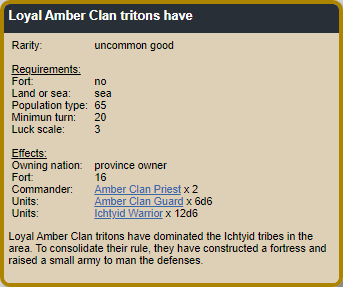 Loyal Amber Clan tritons have
Rarity: uncommon good
Requirements:
Fort: no
Land or sea: sea
Population type: 65
Minimun turn: 20
Luck scale: 3
Effects:
Owning nation: province owner
Fort: 16
Commander: Amber Clan Priest x 2
Units: Amber Clan Guard x 6d6
Units: Ichtyid Warrior x 12d6
Loyal Amber Clan tritons have dominated the Ichtyid tribes in the
area. To consolidate their rule, they have constructed a fortress and
raised a small army to man the defenses.